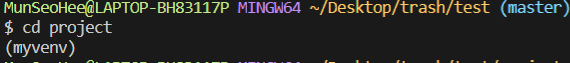 MunSeoHee@LAPTOP-BH83117P MINGW64 ~/Desktop/trash/test (master)
$ cd project
(myvenv)